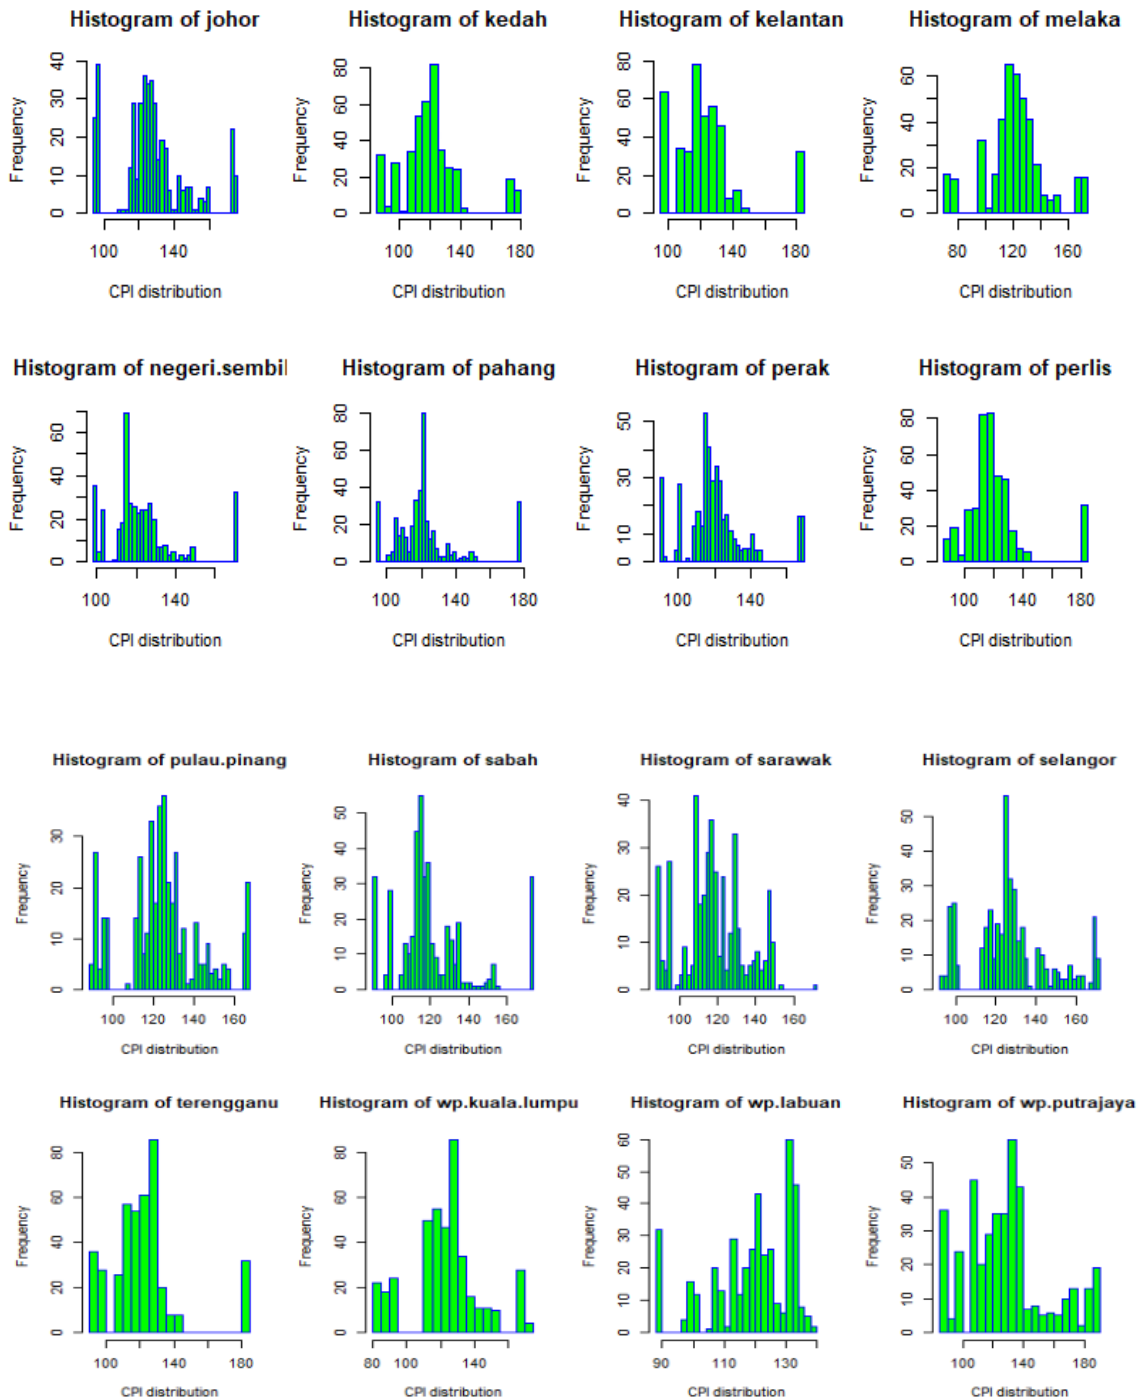 Histogram of johor
Histogram of kedah
Histogram of kelantan
Histogram of melaka
Frequency
0 10 20 30 40
100 140
CPI distribution
Frequency
0 20 40 60 80
100 140 180
CPI distribution
Frequency
0 20 40 60 80
100 140 180
CPI distribution
Frequency
0 20 40 60
80 120 160
CPI distribution
Histogram of negeri.sembil
Histogram of pahang
Histogram of perak
Histogram of perlis
Frequency
0 20 40 60
100 140
CPI distribution
Frequency
0 20 40 60 80
100 140 180
CPI distribution
Frequency
0 10 30 50
100 140
CPI distribution
Frequency
0 20 40 60 80
100 140 180
CPI distribution
Histogram of pulau.pinang
Histogram of sabah
Histogram of sarawak
Histogram of selangor
Frequency
0 10 20 30
100 120 140 160
CPI distribution
Frequency
0 10 20 30 40 50
100 120 140 160
CPI distribution
Frequency
0 10 20 30 40
100 120 140 160
CPI distribution
Frequency
0 10 20 30 40 50
100 120 140 160
CPI distribution
Histogram of terengganu
Histogram of wp.kuala.lumpu
Histogram of wp.labuan
Histogram of wp.putrajaya
Frequency
0 20 40 60 80
100 140 180
CPI distribution
Frequency
0 20 40 60 80
80 100 140
CPI distribution
Frequency
0 10 20 30 40 50 60
90 110 130
CPI distribution
Frequency
0 10 20 30 40 50
100 140 180
CPI distribution